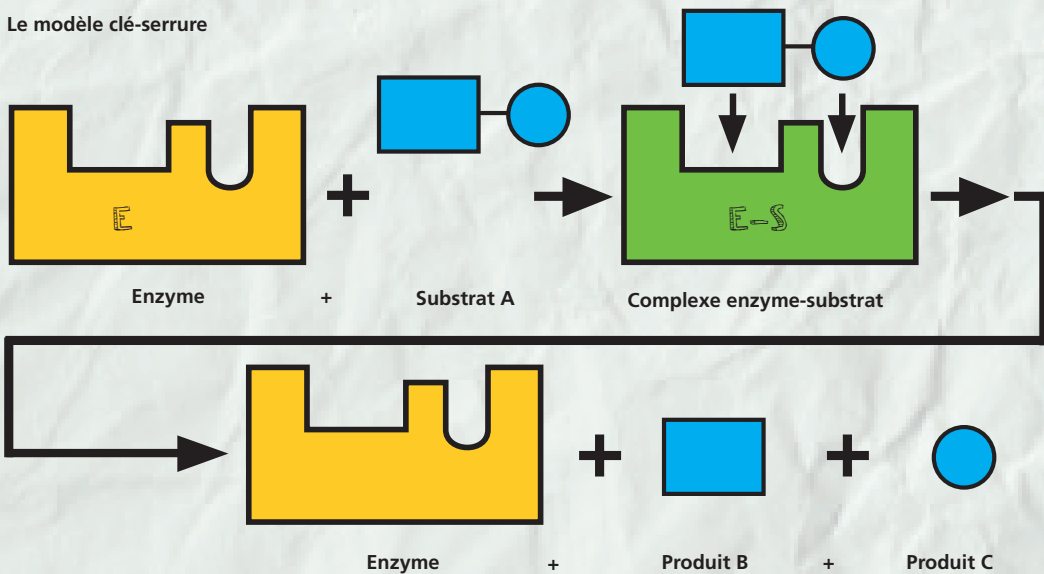 Le modèle clé-serrure
E
E-S
Enzyme + Substrat A Complexe enzyme-substrat
Enzyme + Produit B + Produit C